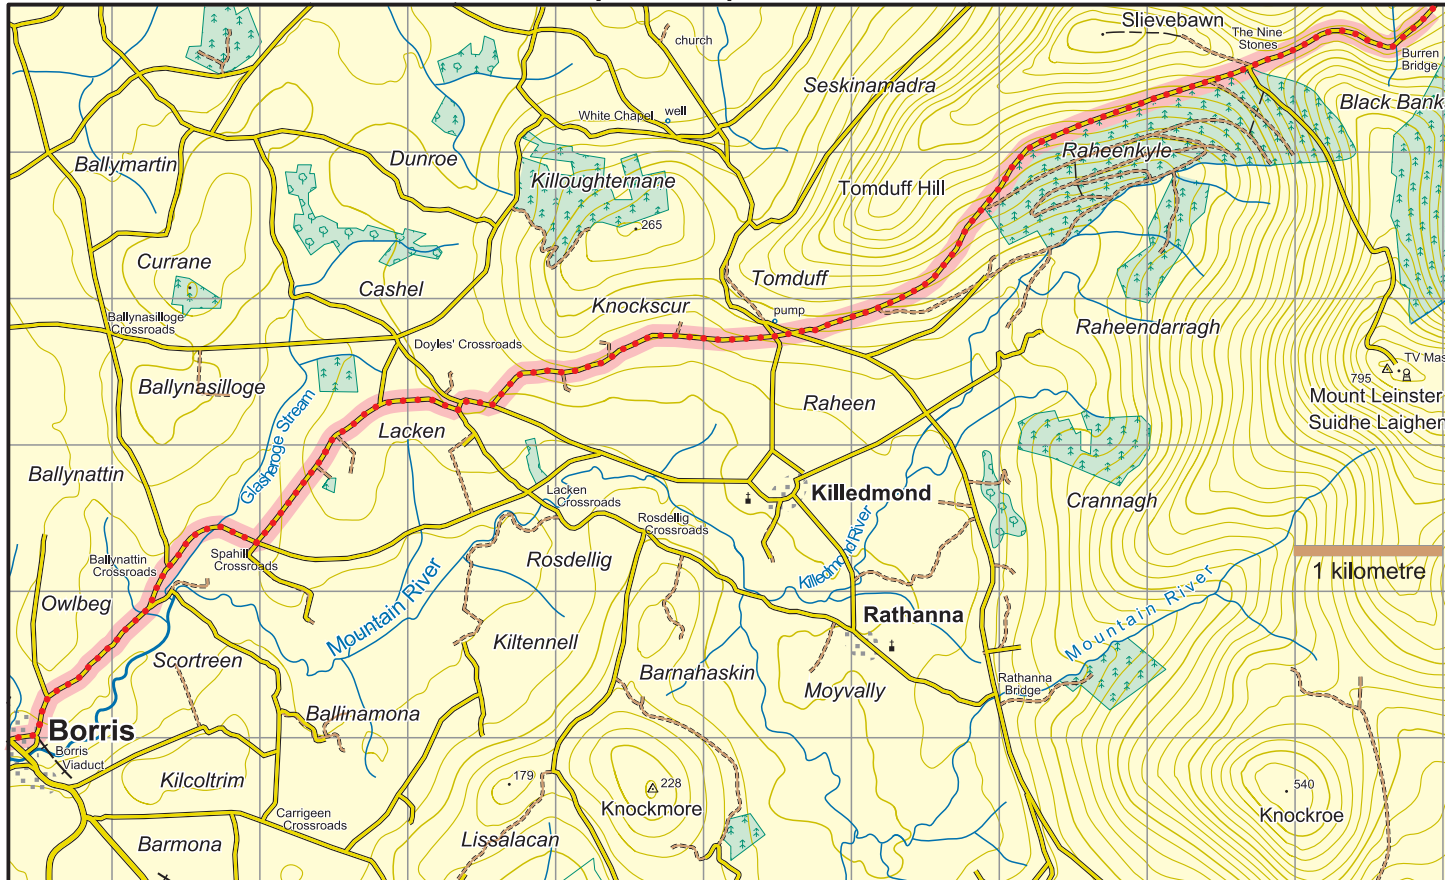 Slievebawn
The Nine
Stones
Burren
Bridge
church
Seskinamadra
Black Bank
White Chapel
well
Ballymartin
Dunroe
Raheenkyle
Killoughternane
Tomduff Hill
265
Currane
Cashel
Tomduff
Knockscur
pump
Ballynasilloge
Crossroads
Doyles' Crossroads
Raheendarragh
TV Mas
795
Mount Leinster
Suidhe Laighen
Ballynasilloge
Raheen
Lacken
Glasheroge Stream
Ballynattin
Killedmond
Crannagh
Lacken
Crossroads
Rosdellig
Crossroads
Killedmond River
Ballynattin
Crossroads
Spahill
Crossroads
Rosdellig
1 kilometre
Owlbeg
Mountain River
Rathanna
Mountain River
Kiltennell
Scortreen
Barnahaskin
Moyvally
Rathanna
Bridge
Ballinamona
Borris
Borris
Viaduct
Kilcoltrim
179
228
540
Knockmore
Knockroe
Carrigeen
Crossroads
Barmona
Lissalacan